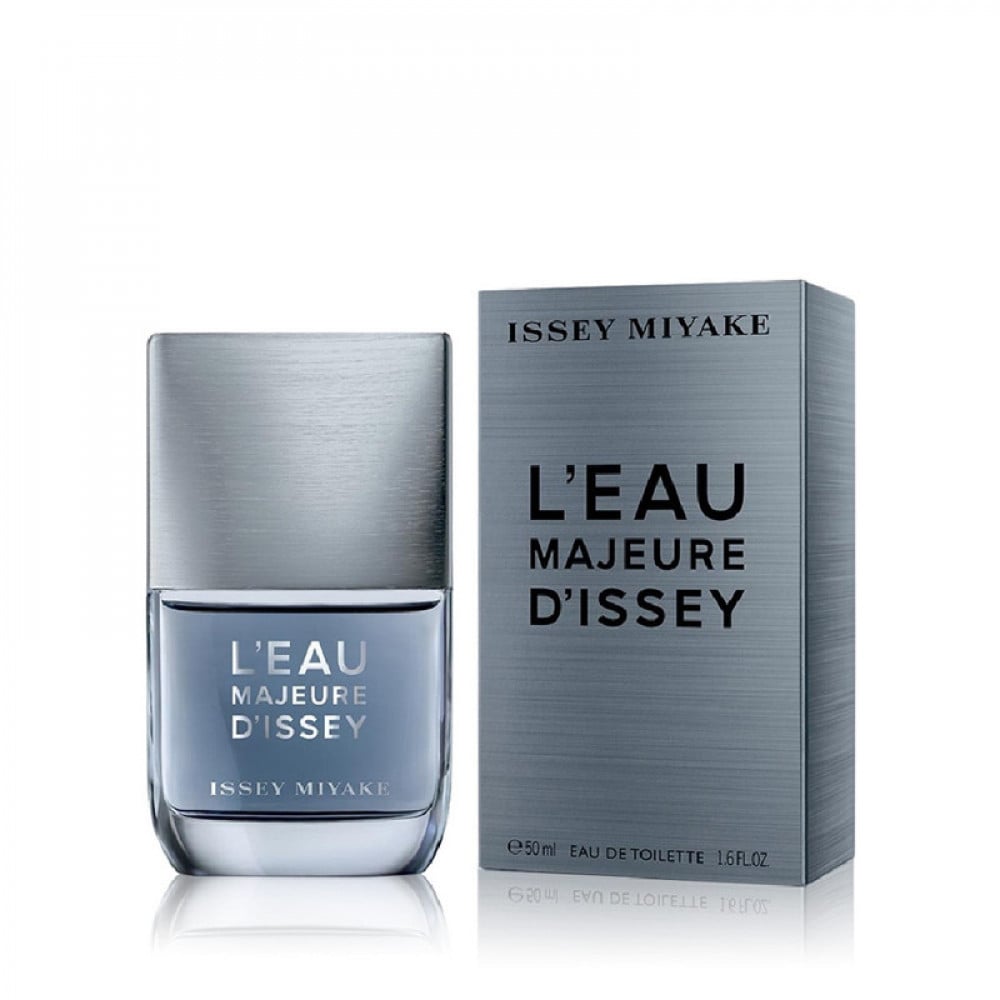 L'EAU
MAJEURE
D'ISSEY
ISSEY MIYAKE
ISSEY MIYAKE
L'EAU
MAJEURE
D'ISSEY
℮50 ml EAU DE TOILETTE 1.6 FL.OZ.